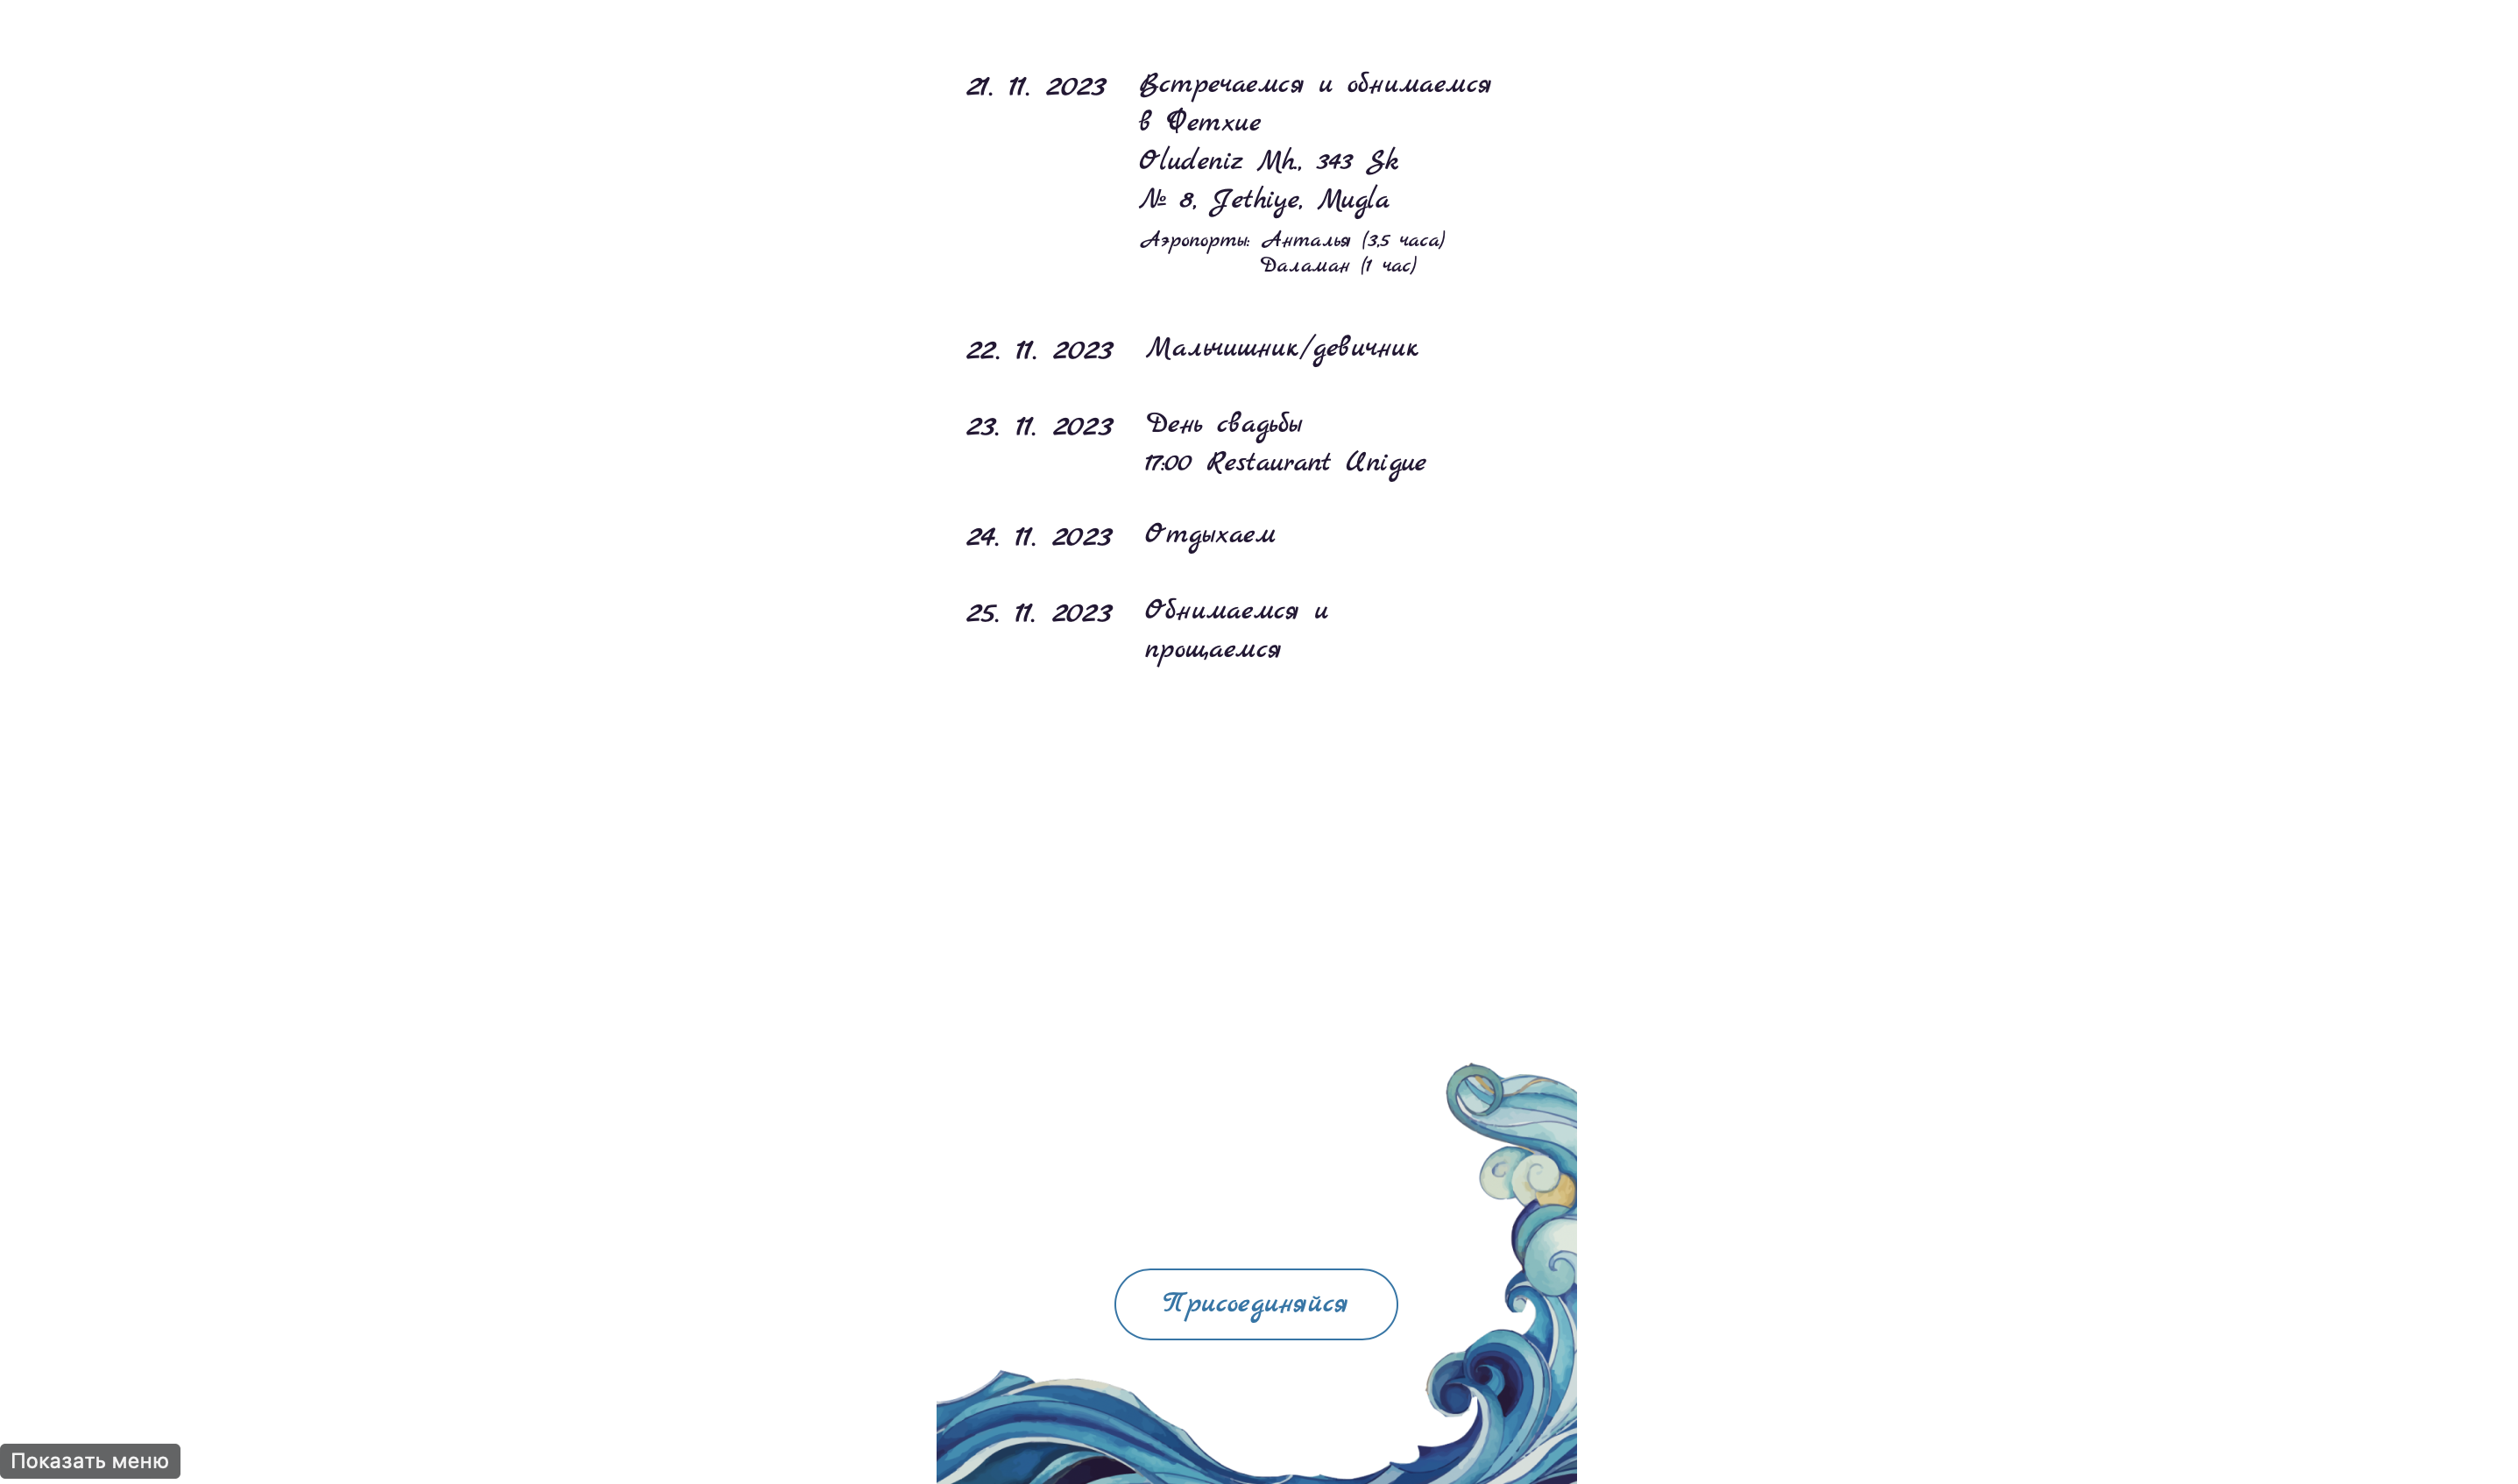 21. 11. 2023 Встречаемся и обнимаемся
в Фетхие
Oludeniz Mh., 343 Sk
№ 8, Fethiye, Mugla
Аэропорты: Анталья (3,5 часа)
Даламан (1 час)
22. 11. 2023 Мальчишник/девичник
23. 11. 2023 День свадьбы
17:00 Restaurant Unigue
24. 11. 2023 Отдыхаем
25. 11. 2023 Обнимаемся и
прощаемся
Присоединяйся
Показать меню